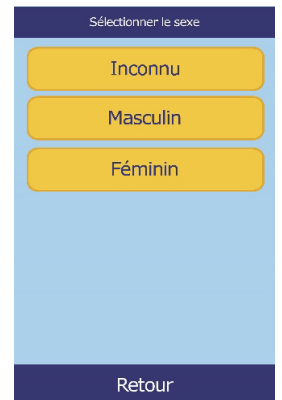 Sélectionner le sexe
Inconnu
Masculin
Féminin
Retour